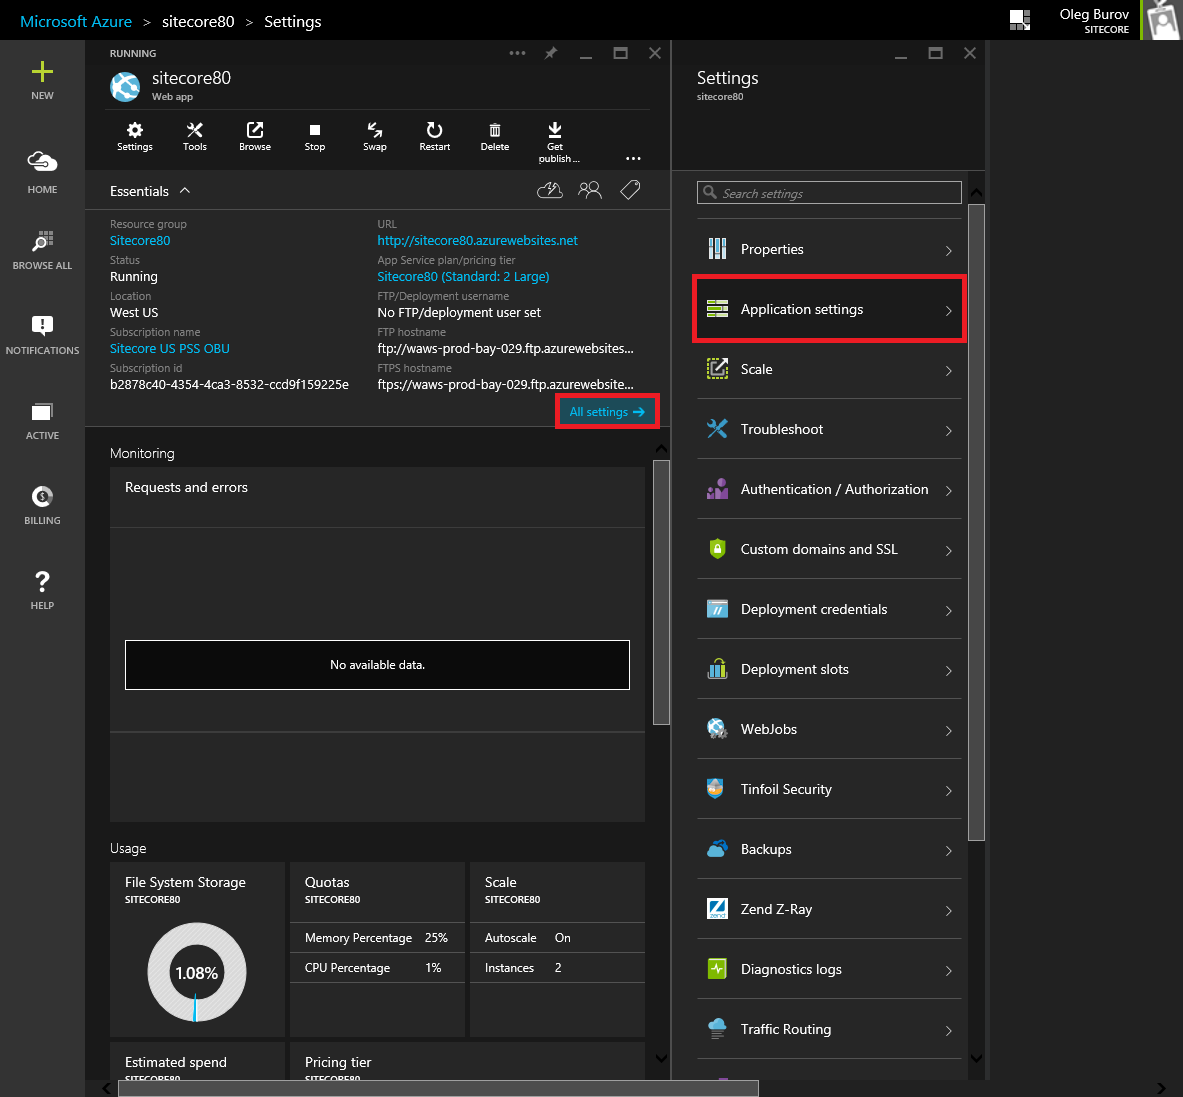 Microsoft Azure > sitecore80 > Settings
Oleg Burov
SITECORE
NEW
HOME
BROWSE ALL
NOTIFICATIONS
ACTIVE
BILLING
HELP
RUNNING
sitecore80
Web app
Settings
Tools
Browse
Stop
Swap
Restart
Delete
Get
publish ...
Essentials
Resource group
Sitecore80
Status
Running
Location
West US
Subscription name
Sitecore US PSS OBU
Subscription id
b2878c40-4354-4ca3-8532-ccd9f159225e
URL
http://sitecore80.azurewebsites.net
App Service plan/pricing tier
Sitecore80 (Standard: 2 Large)
FTP/Deployment username
No FTP/deployment user set
FTP hostname
ftp://waws-prod-bay-029.ftp.azurewebsites...
FTPS hostname
ftps://waws-prod-bay-029.ftp.azurewebsite...
All settings →
Monitoring
Requests and errors
No available data.
Usage
File System Storage
SITECORE80
1.08%
Quotas
SITECORE80
Memory Percentage 25%
CPU Percentage 1%
Scale
SITECORE80
Autoscale On
Instances 2
Estimated spend
SITECORE80
Pricing tier
SITECORE80
Settings
sitecore80
Search settings
Properties
Application settings
Scale
Troubleshoot
Authentication / Authorization
Custom domains and SSL
Deployment credentials
Deployment slots
WebJobs
Tinfoil Security
Backups
zend
Zend Z-Ray
Diagnostics logs
Traffic Routing